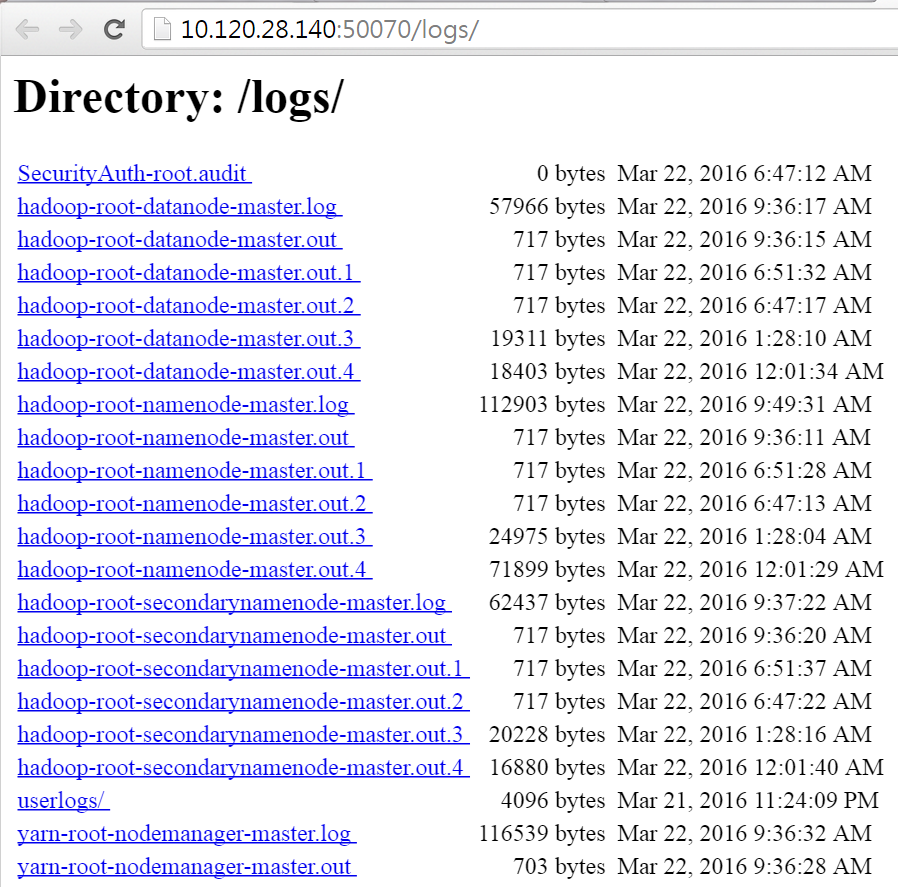 10.120.28.140:50070/logs/
Directory: /logs/
SecurityAuth-root.audit 0 bytes Mar 22, 2016 6:47:12 AM
hadoop-root-datanode-master.log 57966 bytes Mar 22, 2016 9:36:17 AM
hadoop-root-datanode-master.out 717 bytes Mar 22, 2016 9:36:15 AM
hadoop-root-datanode-master.out.1 717 bytes Mar 22, 2016 6:51:32 AM
hadoop-root-datanode-master.out.2 717 bytes Mar 22, 2016 6:47:17 AM
hadoop-root-datanode-master.out.3 19311 bytes Mar 22, 2016 1:28:10 AM
hadoop-root-datanode-master.out.4 18403 bytes Mar 22, 2016 12:01:34 AM
hadoop-root-namenode-master.log 112903 bytes Mar 22, 2016 9:49:31 AM
hadoop-root-namenode-master.out 717 bytes Mar 22, 2016 9:36:11 AM
hadoop-root-namenode-master.out.1 717 bytes Mar 22, 2016 6:51:28 AM
hadoop-root-namenode-master.out.2 717 bytes Mar 22, 2016 6:47:13 AM
hadoop-root-namenode-master.out.3 24975 bytes Mar 22, 2016 1:28:04 AM
hadoop-root-namenode-master.out.4 71899 bytes Mar 22, 2016 12:01:29 AM
hadoop-root-secondarynamenode-master.log 62437 bytes Mar 22, 2016 9:37:22 AM
hadoop-root-secondarynamenode-master.out 717 bytes Mar 22, 2016 9:36:20 AM
hadoop-root-secondarynamenode-master.out.1 717 bytes Mar 22, 2016 6:51:37 AM
hadoop-root-secondarynamenode-master.out.2 717 bytes Mar 22, 2016 6:47:22 AM
hadoop-root-secondarynamenode-master.out.3 20228 bytes Mar 22, 2016 1:28:16 AM
hadoop-root-secondarynamenode-master.out.4 16880 bytes Mar 22, 2016 12:01:40 AM
userlogs/ 4096 bytes Mar 21, 2016 11:24:09 PM
yarn-root-nodemanager-master.log 116539 bytes Mar 22, 2016 9:36:32 AM
yarn-root-nodemanager-master.out 703 bytes Mar 22, 2016 9:36:28 AM